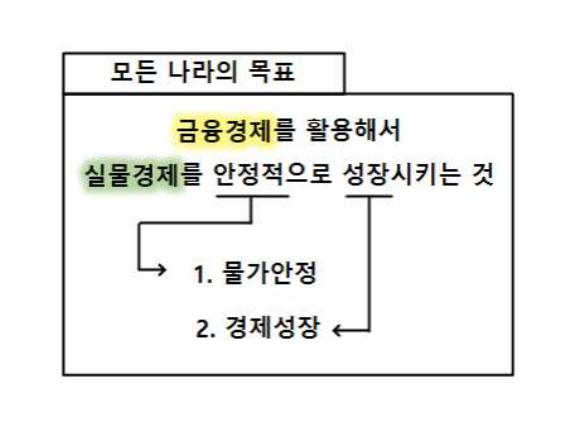 모든 나라의 목표
금융경제를 활용해서
실물경제를 안정적으로 성장시키는 것
1. 물가안정
2. 경제성장